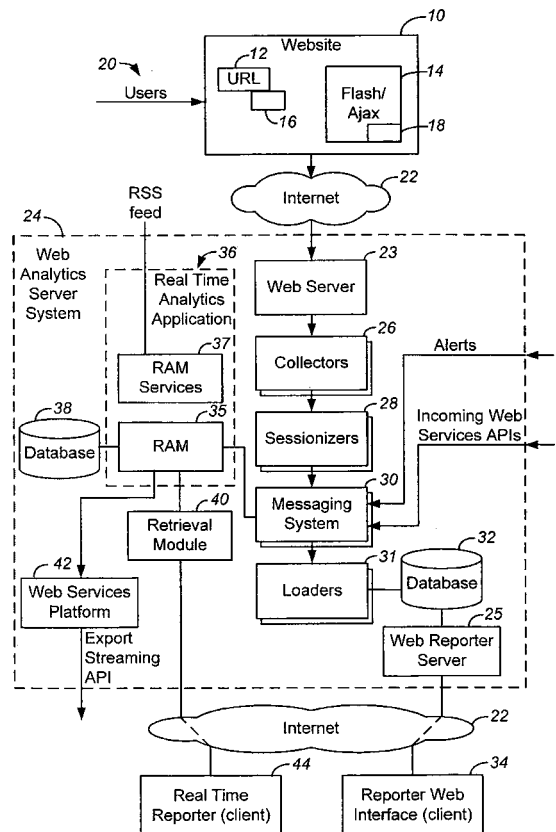 10
Website
12
URL
16
14
Flash/
Ajax
18
20
Users
22
Internet
RSS
feed
24
Web
Analytics
Server
System
36
Real Time
Analytics
Application
37
RAM
Services
23
Web Server
26
Collectors
Alerts
38
Database
35
RAM
28
Sessionizers
Incoming Web
Services APIs
30
Messaging
System
40
Retrieval
Module
31
Loaders
32
Database
42
Web Services
Platform
25
Web Reporter
Server
Export
Streaming
API
22
Internet
44
Real Time
Reporter (client)
34
Reporter Web
Interface (client)